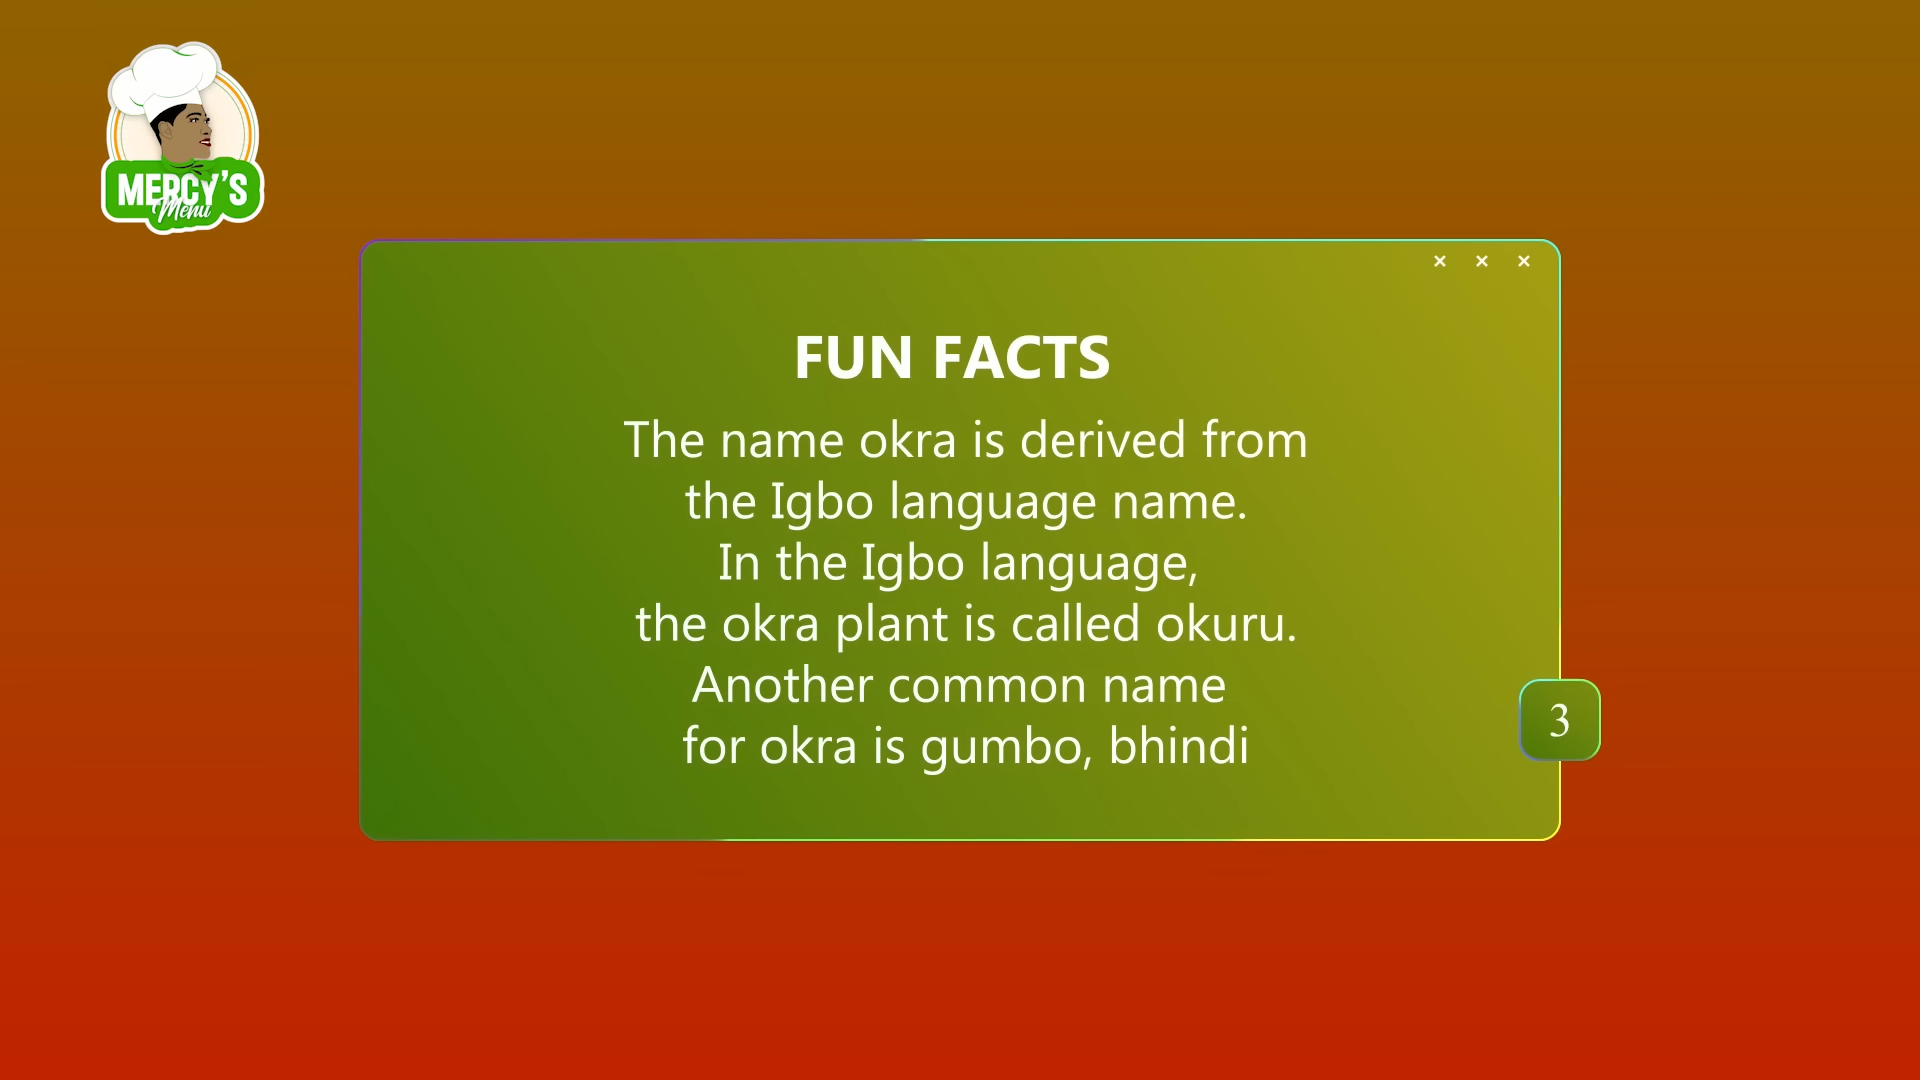 MERCY'S
Menu
× × ×
FUN FACTS
The name okra is derived from
the Igbo language name.
In the Igbo language,
the okra plant is called okuru.
Another common name
for okra is gumbo, bhindi
3